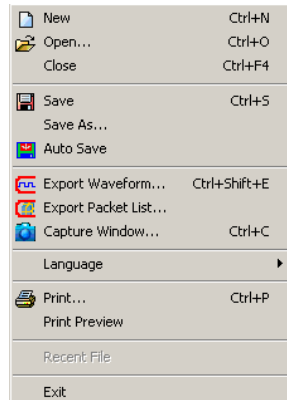 New Ctrl+N
Open... Ctrl+O
Close Ctrl+F4
Save Ctrl+S
Save As...
Auto Save
Export Waveform... Ctrl+Shift+E
Export Packet List...
Capture Window... Ctrl+C
Language
Print... Ctrl+P
Print Preview
Recent File
Exit